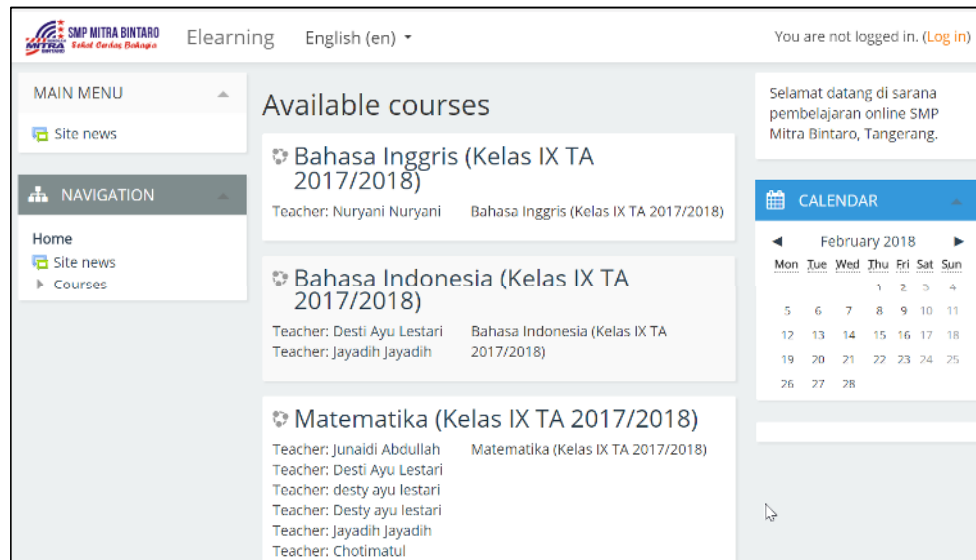 SMP MITRA BINTARO
MITRA
BINTARO
Sehat Cerdas Bahagia
Elearning
English (en)
You are not logged in. (Log in)
MAIN MENU
Site news
NAVIGATION
Home
Site news
Courses
Available courses
Bahasa Inggris (Kelas IX TA
2017/2018)
Teacher: Nuryani Nuryani
Bahasa Inggris (Kelas IX TA 2017/2018)
Bahasa Indonesia (Kelas IX TA
2017/2018)
Teacher: Desti Ayu Lestari
Teacher: Jayadih Jayadih
Bahasa Indonesia (Kelas IX TA
2017/2018)
Matematika (Kelas IX TA 2017/2018)
Teacher: Junaidi Abdullah
Teacher: Desti Ayu Lestari
Teacher: desty ayu lestari
Teacher: Desty ayu lestari
Teacher: Jayadih Jayadih
Teacher: Chotimatul
Matematika (Kelas IX TA 2017/2018)
Selamat datang di sarana
pembelajaran online SMP
Mitra Bintaro, Tangerang.
CALENDAR
February 2018
Mon Tue Wed Thu Fri Sat Sun
1 2 3 4
5 6 7 8 9 10 11
12 13 14 15 16 17 18
19 20 21 22 23 24 25
26 27 28